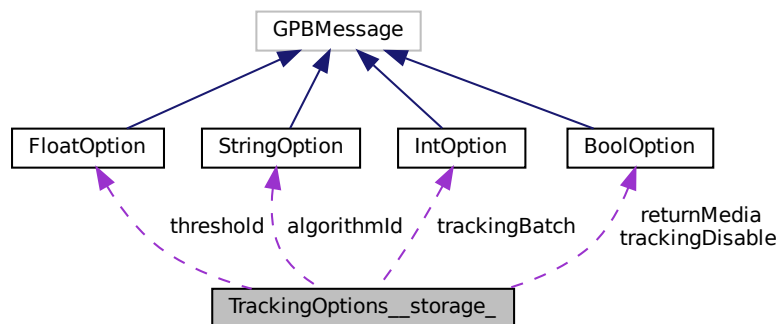 GPBMessage
FloatOption
StringOption
IntOption
BoolOption
threshold
algorithmId
trackingBatch
returnMedia
trackingDisable
TrackingOptions__storage_